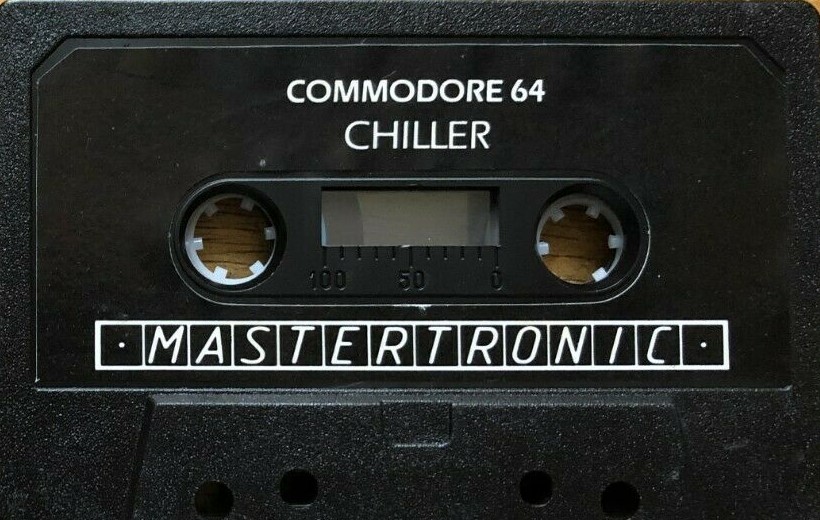 COMMODORE 64
CHILLER
100 50 0
· MASTERTRONIC ·